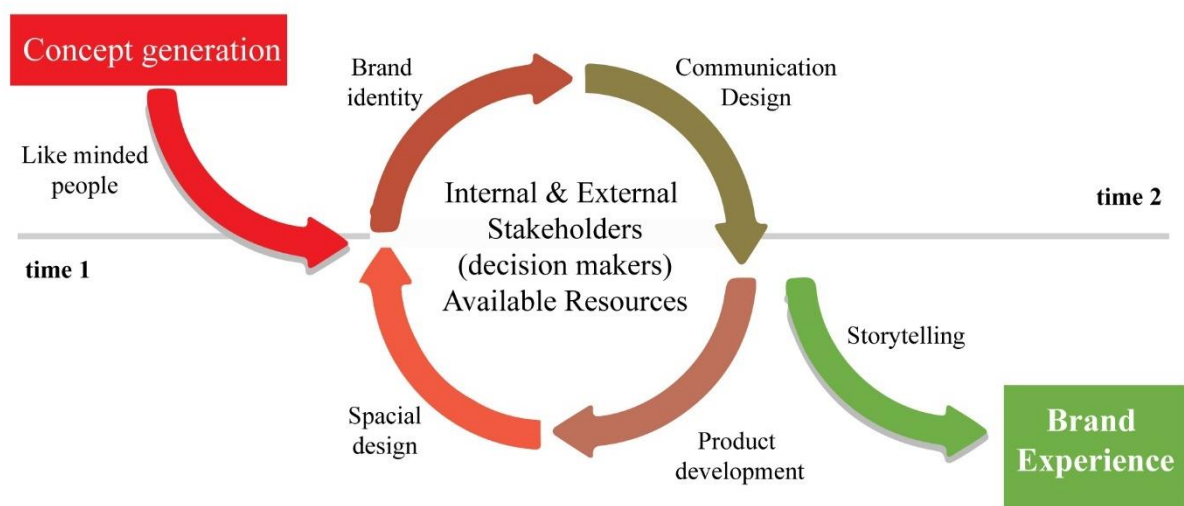 Concept generation
Like minded
people
time 1
Brand
identity
Communication
Design
Internal & External
Stakeholders
(decision makers)
Available Resources
Spacial
design
Product
development
time 2
Storytelling
Brand
Experience